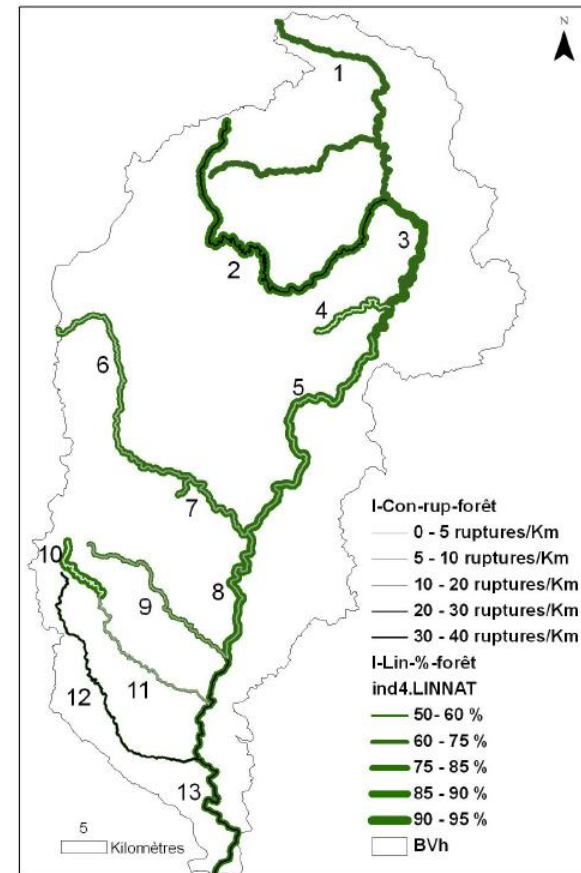 N
1
2
3
4
5
6
7
8
9
10
11
12
13
I-Con-rup-forêt
0 - 5 ruptures/Km
5 - 10 ruptures/Km
10 - 20 ruptures/Km
20 - 30 ruptures/Km
30 - 40 ruptures/Km
I-Lin-%-forêt
ind4.LINNAT
50- 60 %
60 - 75 %
75 - 85 %
85 - 90 %
90 - 95 %
BVh
5
Kilomètres